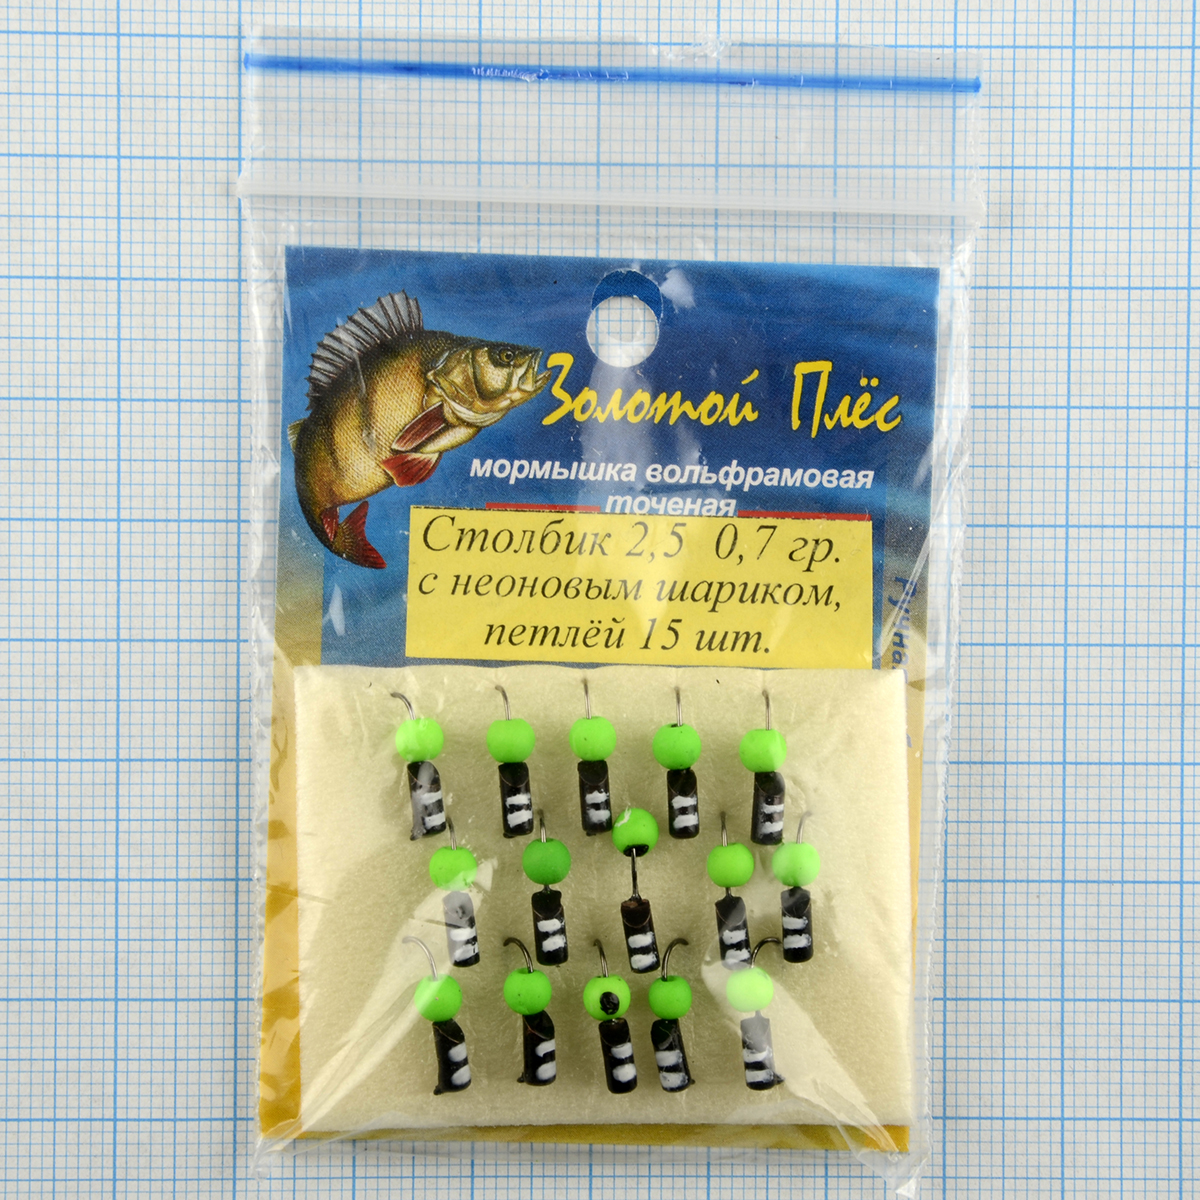 Золотой Плёс
мормышка вольфрамовая
точеная
Столбик 2,5 0,7 гр.
с неоновым шариком,
петлёй 15 шт.